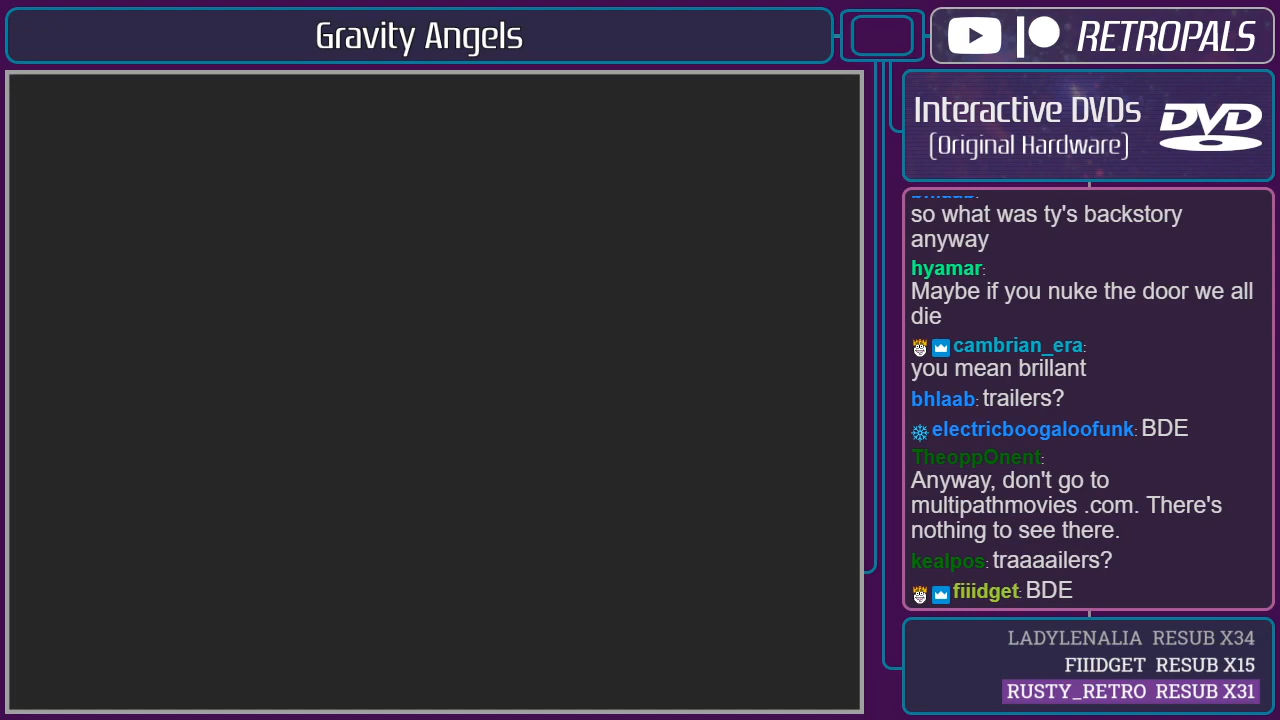 Gravity Angels
RETROPALS
Interactive DVDs
(Original Hardware)
DVD
so what was ty's backstory
anyway
hyamar:
Maybe if you nuke the door we all
die
cambrian_era:
you mean brillant
bhlaab: trailers?
electricboogaloofunk: BDE
TheoppOnent:
Anyway, don't go to
multipathmovies .com. There's
nothing to see there.
kealpos: traaaailers?
fiiidget: BDE
LADYLENALIA RESUB X34
FIIIDGET RESUB X15
RUSTY_RETRO RESUB X31